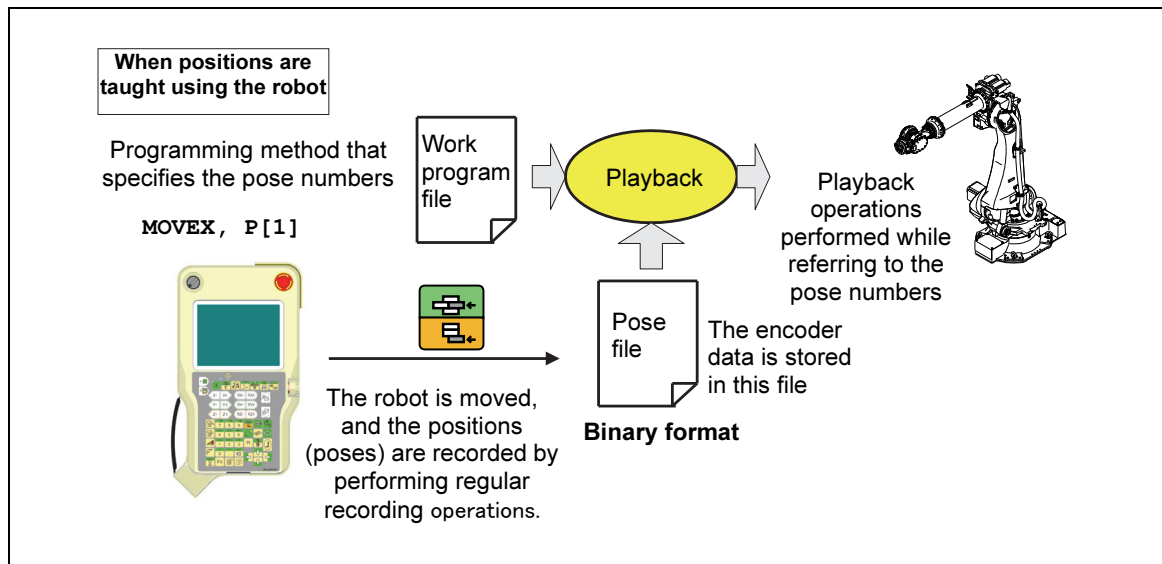 When positions are
taught using the robot
Programming method that
specifies the pose numbers
MOVEX, P[1]
Work
program
file
Playback
Playback
operations
performed while
referring to the
pose numbers
Pose
file
The encoder
data is stored
in this file
Binary format
The robot is moved,
and the positions
(poses) are recorded by
performing regular
recording operations.